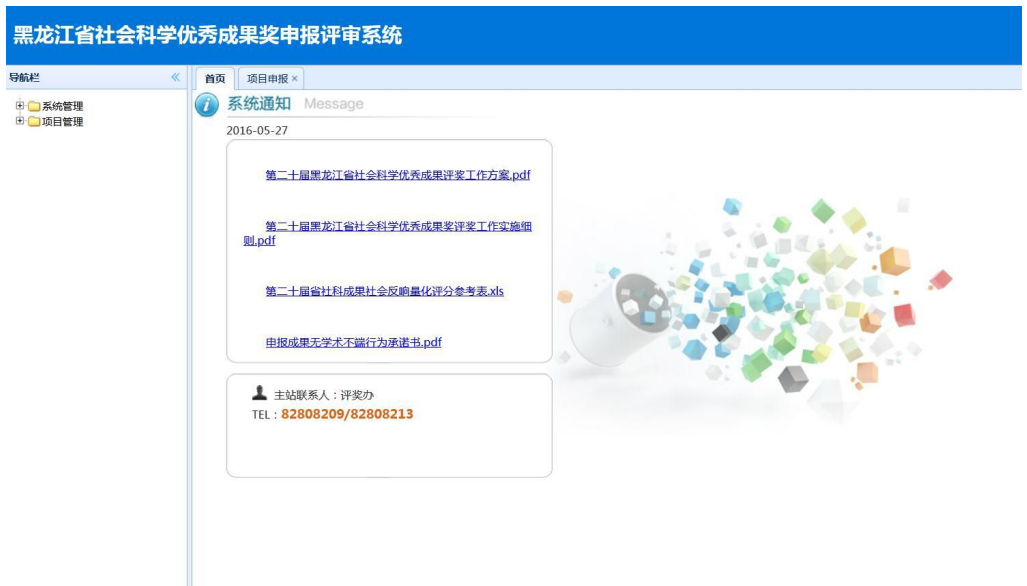 黑龙江省社会科学优秀成果奖申报评审系统
导航栏
首页 项目申报
系统管理
项目管理
系统通知 Message
2016-05-27
第二十届黑龙江省社会科学优秀成果评奖工作方案.pdf
第二十届黑龙江省社会科学优秀成果奖评奖工作实施细
则.pdf
第二十届省社科成果社会反响量化评分参考表.xls
申报成果无学术不端行为承诺书.pdf
主站联系人：评奖办
TEL：82808209/82808213